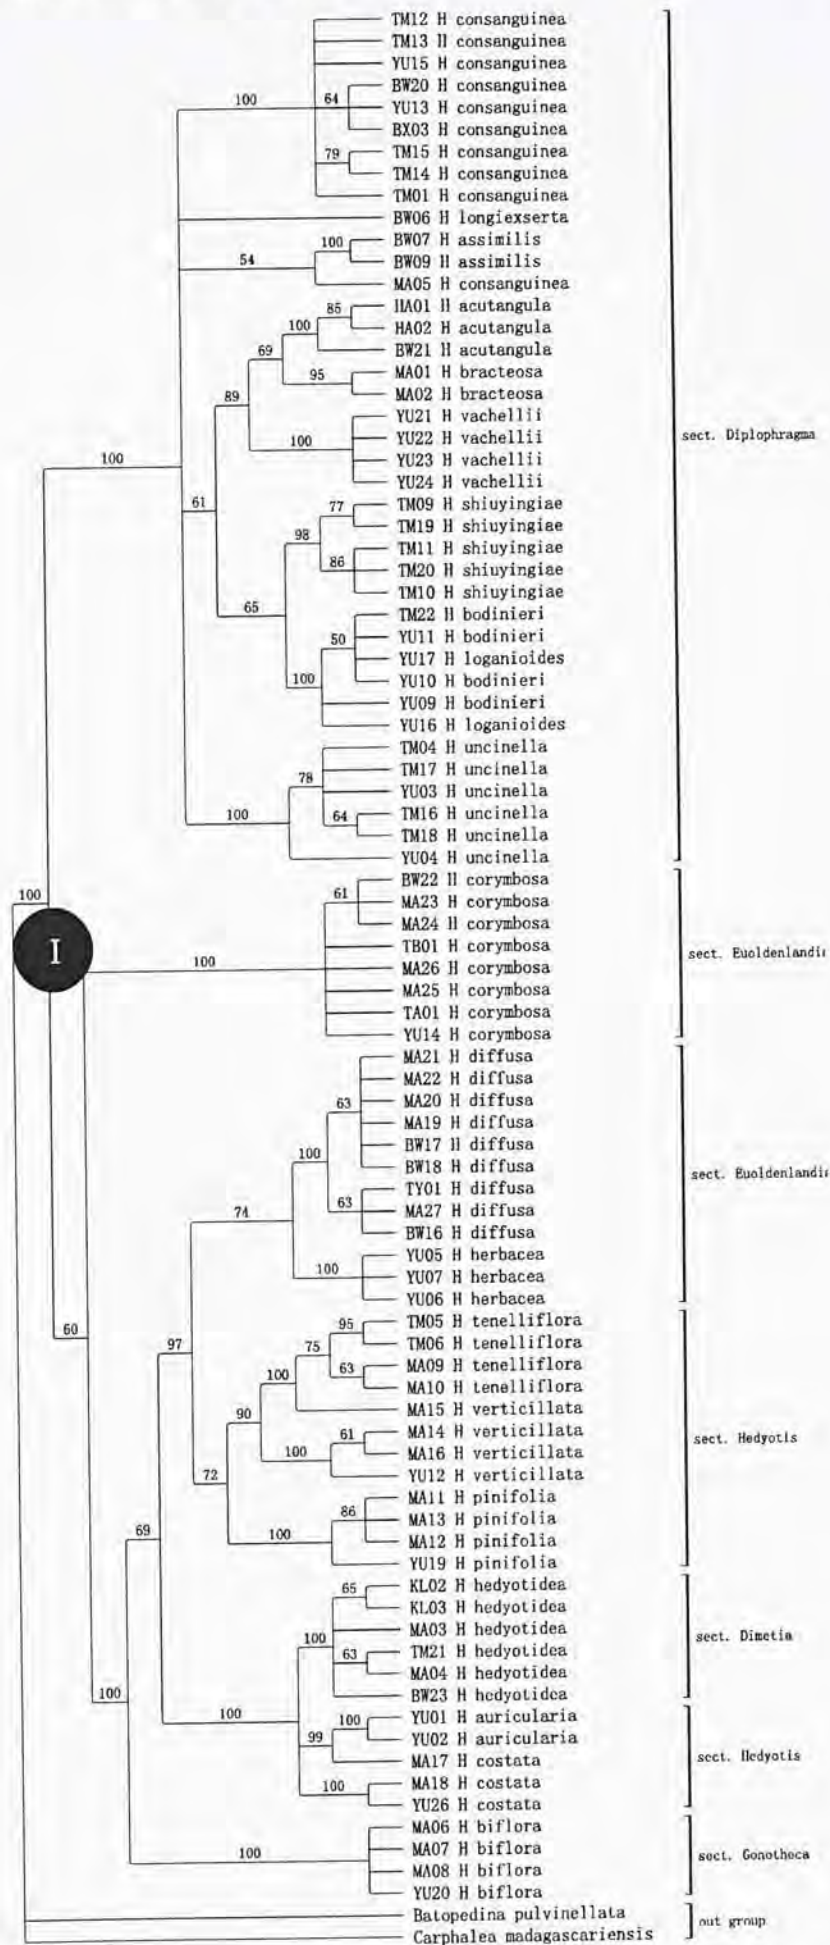 TM12 H consanguinea
TM13 H consanguinea
YU15 H consanguinea
BW20 H consanguinea
64
100
YU13 H consanguinea
BX03 H consanguinea
TM15 H consanguinea
79
TM14 H consanguinea
TM01 H consanguinea
BW06 H longiexserta
BW07 H assimilis
100
BW09 H assimilis
54
MA05 H consanguinea
HA01 H acutangula
85
HA02 H acutangula
100
BW21 H acutangula
69
MA01 H bracteosa
95
MA02 H bracteosa
89
YU21 H vachellii
YU22 H vachellii
100
sect. Diplophragma
YU23 H vachellii
100
YU24 H vachellii
61
TM09 H shiuyingiae
77
TM19 H shiuyingiae
98
TM11 H shiuyingiae
86
TM20 H shiuyingiae
TM10 H shiuyingiae
65
TM22 H bodinieri
YU11 H bodinieri
50
YU17 H loganioides
YU10 H bodinieri
100
YU09 H bodinieri
YU16 H loganioides
TM04 H uncinella
TM17 H uncinella
78
YU03 H uncinella
TM16 H uncinella
64
100
TM18 H uncinella
YU04 H uncinella
BW22 H corymbosa
61
100
MA23 H corymbosa
MA24 H corymbosa
TB01 H corymbosa
I
sect. Euoldenlandi
100
MA26 H corymbosa
MA25 H corymbosa
TA01 H corymbosa
YU14 H corymbosa
MA21 H diffusa
MA22 H diffusa
MA20 H diffusa
63
MA19 H diffusa
BW17 H diffusa
100
BW18 H diffusa
sect. Euoldenlandi
TY01 H diffusa
63
MA27 H diffusa
74
BW16 H diffusa
YU05 H herbacea
100
YU07 H herbacea
YU06 H herbacea
TM05 H tenelliflora
95
60
TM06 H tenelliflora
97
75
MA09 H tenelliflora
63
MA10 H tenelliflora
100
MA15 H verticillata
90
MA14 H verticillata
61
sect. Hedyotis
MA16 H verticillata
100
YU12 H verticillata
72
MA11 H pinifolia
86
MA13 H pinifolia
69
100
MA12 H pinifolia
YU19 H pinifolia
KL02 H hedyotidea
65
KL03 H hedyotidea
MA03 H hedyotidea
sect. Dimetia
100
TM21 H hedyotidea
63
MA04 H hedyotidea
100
BW23 H hedyotidea
YU01 H auricularia
100
100
YU02 H auricularia
99
MA17 H costata
sect. Hedyotis
MA18 H costata
100
YU26 H costata
MA06 H biflora
MA07 H biflora
sect. Gonotheca
100
MA08 H biflora
YU20 H biflora
Batopedina pulvinellata
out group
Carphalea madagascariensis